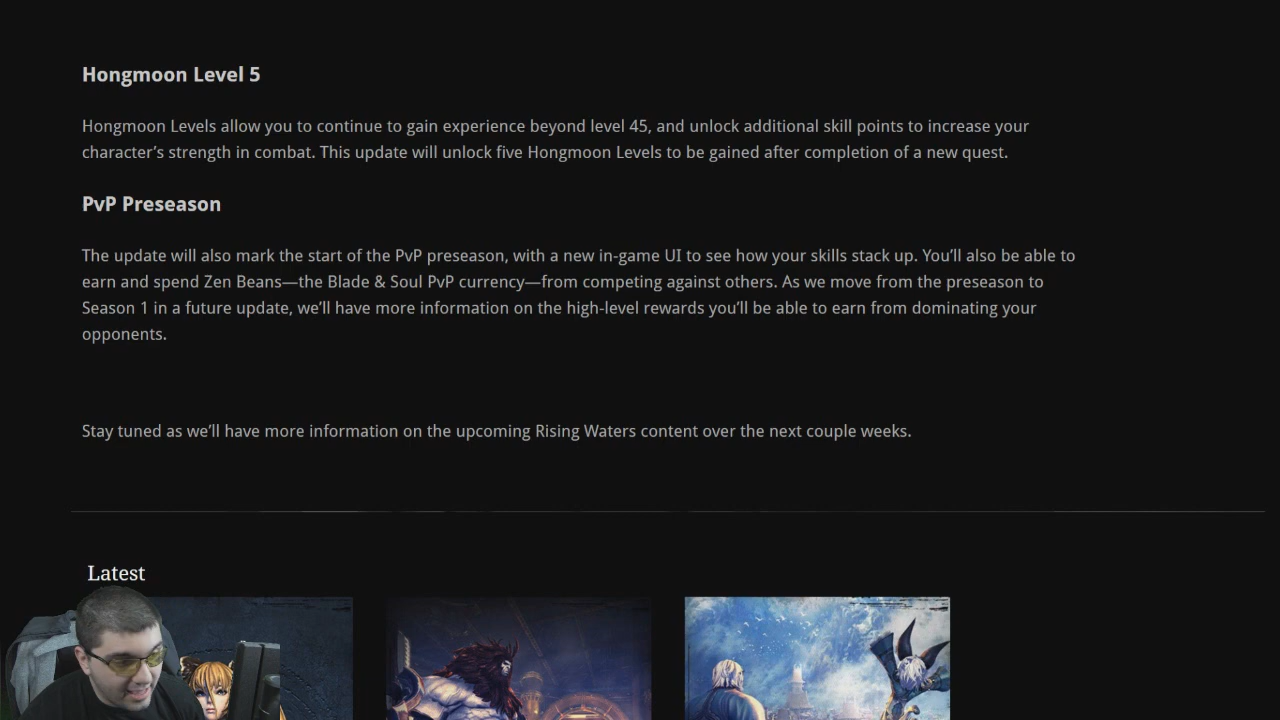 Hongmoon Level 5
Hongmoon Levels allow you to continue to gain experience beyond level 45, and unlock additional skill points to increase your
character’s strength in combat. This update will unlock five Hongmoon Levels to be gained after completion of a new quest.
PvP Preseason
The update will also mark the start of the PvP preseason, with a new in-game UI to see how your skills stack up. You’ll also be able to
earn and spend Zen Beans—the Blade & Soul PvP currency—from competing against others. As we move from the preseason to
Season 1 in a future update, we’ll have more information on the high-level rewards you’ll be able to earn from dominating your
opponents.
Stay tuned as we’ll have more information on the upcoming Rising Waters content over the next couple weeks.
Latest